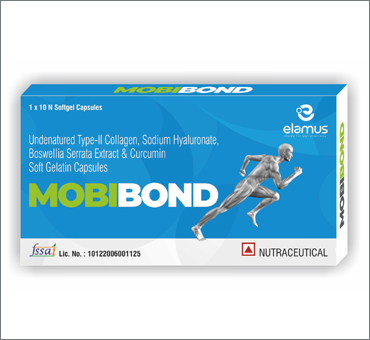 MOBIBOND
1 x 10 N Softgel Capsules
elamus
Undenatured Type-II Collagen, Sodium Hyaluronate,
Boswellia Serrata Extract & Curcumin
Soft Gelatin Capsules
MOBIBOND
MOBIBOND
fssai Lic. No. : 10122006001125
NUTRACEUTICAL